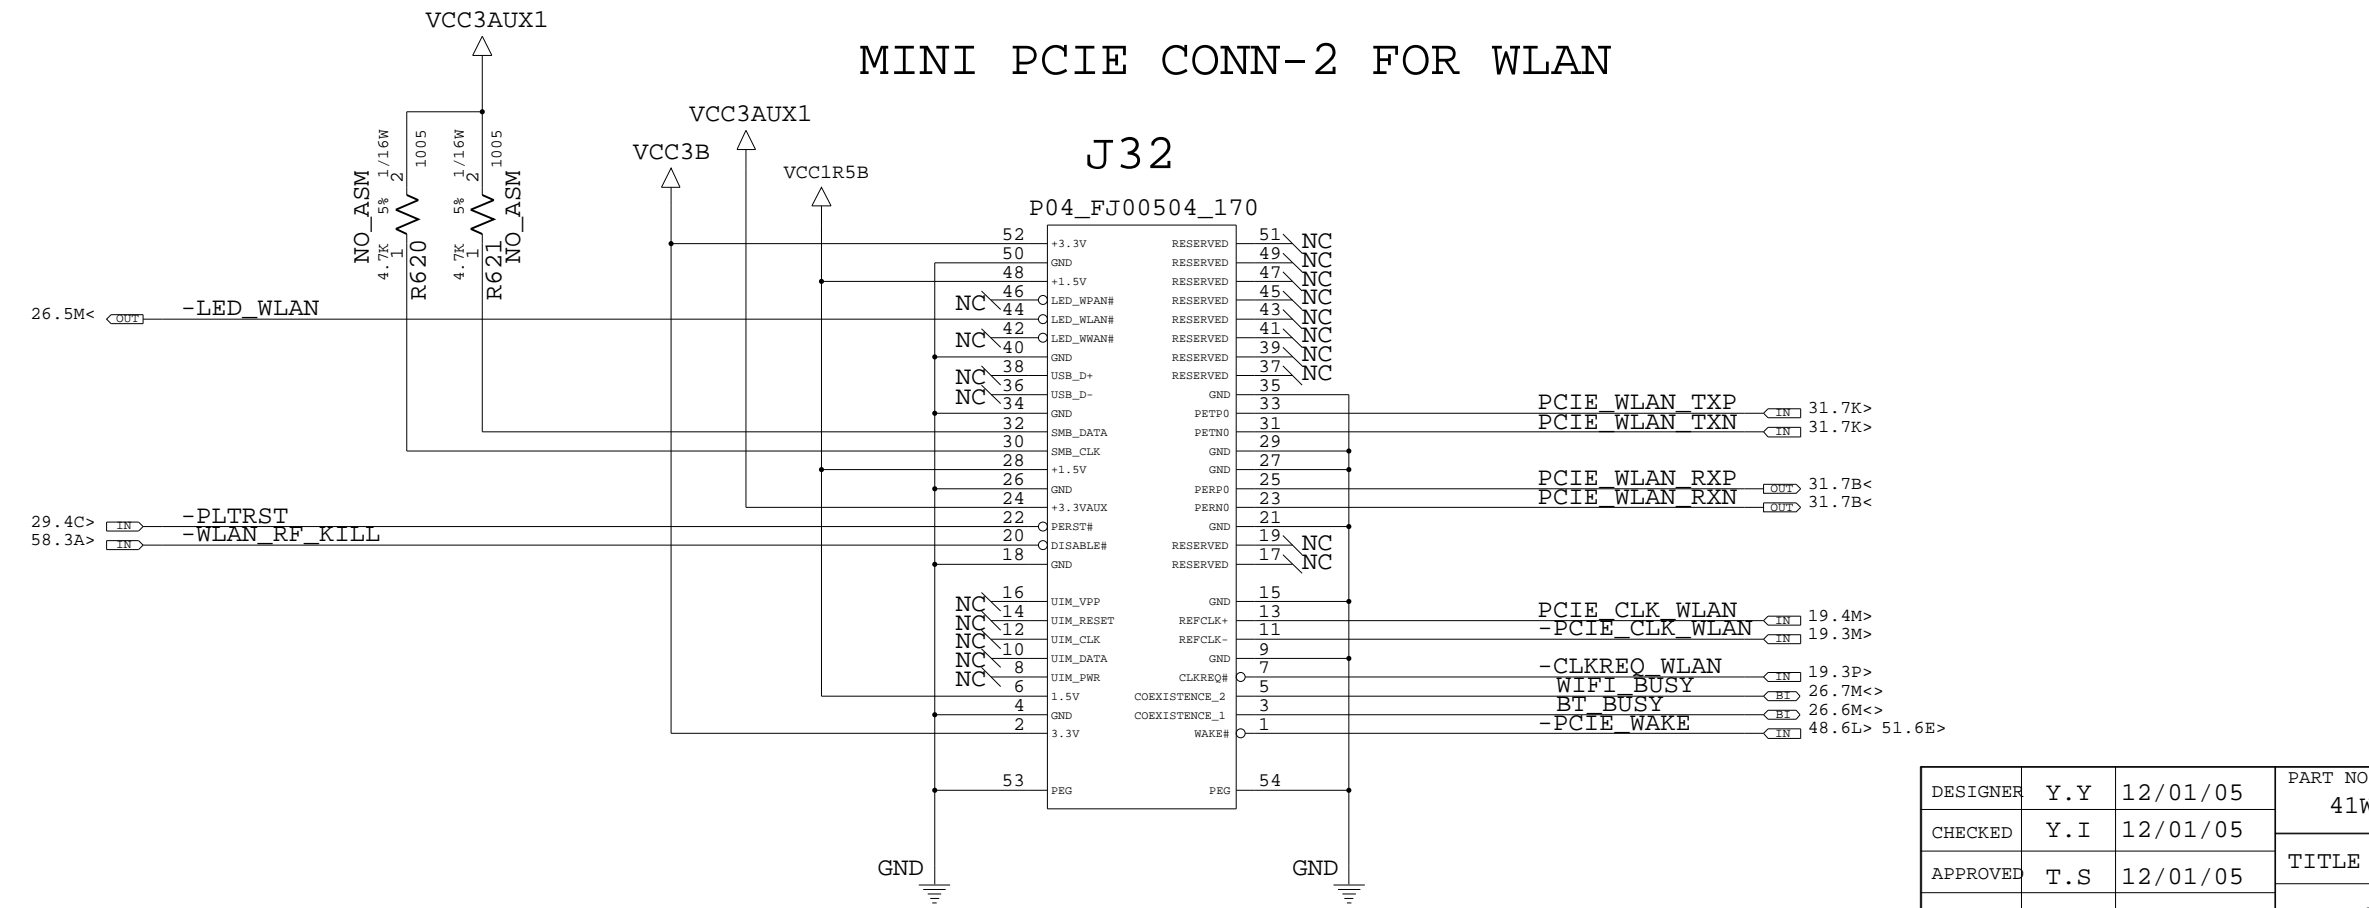 VCC3AUX1
MINI PCIE CONN-2 FOR WLAN
VCC3AUX1
VCC3B
VCC1R5B
J32
P04_FJ00504_170
NO_ASM
4.7K 5% 1/16W
1 2
1005
R620
4.7K 5% 1/16W
1 2
1005
R621
NO_ASM
52 +3.3V RESERVED 51 NC
50 GND RESERVED 49 NC
48 +1.5V RESERVED 47 NC
NC 46 LED_WPAN# RESERVED 45 NC
26.5M< OUT -LED_WLAN 44 LED_WLAN# RESERVED 43 NC
NC 42 LED_WWAN# RESERVED 41 NC
40 GND RESERVED 39 NC
NC 38 USB_D+ RESERVED 37 NC
NC 36 USB_D- GND 35
34 GND PETP0 33 PCIE_WLAN_TXP IN 31.7K>
32 SMB_DATA PETN0 31 PCIE_WLAN_TXN IN 31.7K>
30 SMB_CLK GND 29
28 +1.5V GND 27
26 GND PERP0 25 PCIE_WLAN_RXP OUT 31.7B<
24 +3.3VAUX PERN0 23 PCIE_WLAN_RXN OUT 31.7B<
29.4C> IN -PLTRST 22 PERST# GND 21
58.3A> IN -WLAN_RF_KILL 20 DISABLE# RESERVED 19 NC
18 GND RESERVED 17 NC
NC 16 UIM_VPP GND 15
NC 14 UIM_RESET REFCLK+ 13 PCIE_CLK_WLAN IN 19.4M>
NC 12 UIM_CLK REFCLK- 11 -PCIE_CLK_WLAN IN 19.3M>
NC 10 UIM_DATA GND 9
NC 8 UIM_PWR CLKREQ# 7 -CLKREQ_WLAN IN 19.3P>
6 1.5V COEXISTENCE_2 5 WIFI_BUSY BI 26.7M<>
4 GND COEXISTENCE_1 3 BT_BUSY BI 26.6M<>
2 3.3V WAKE# 1 -PCIE_WAKE IN 48.6L> 51.6E>
53 PEG PEG 54
GND GND
DESIGNER Y.Y 12/01/05 PART NO
41W
CHECKED Y.I 12/01/05
APPROVED T.S 12/01/05 TITLE